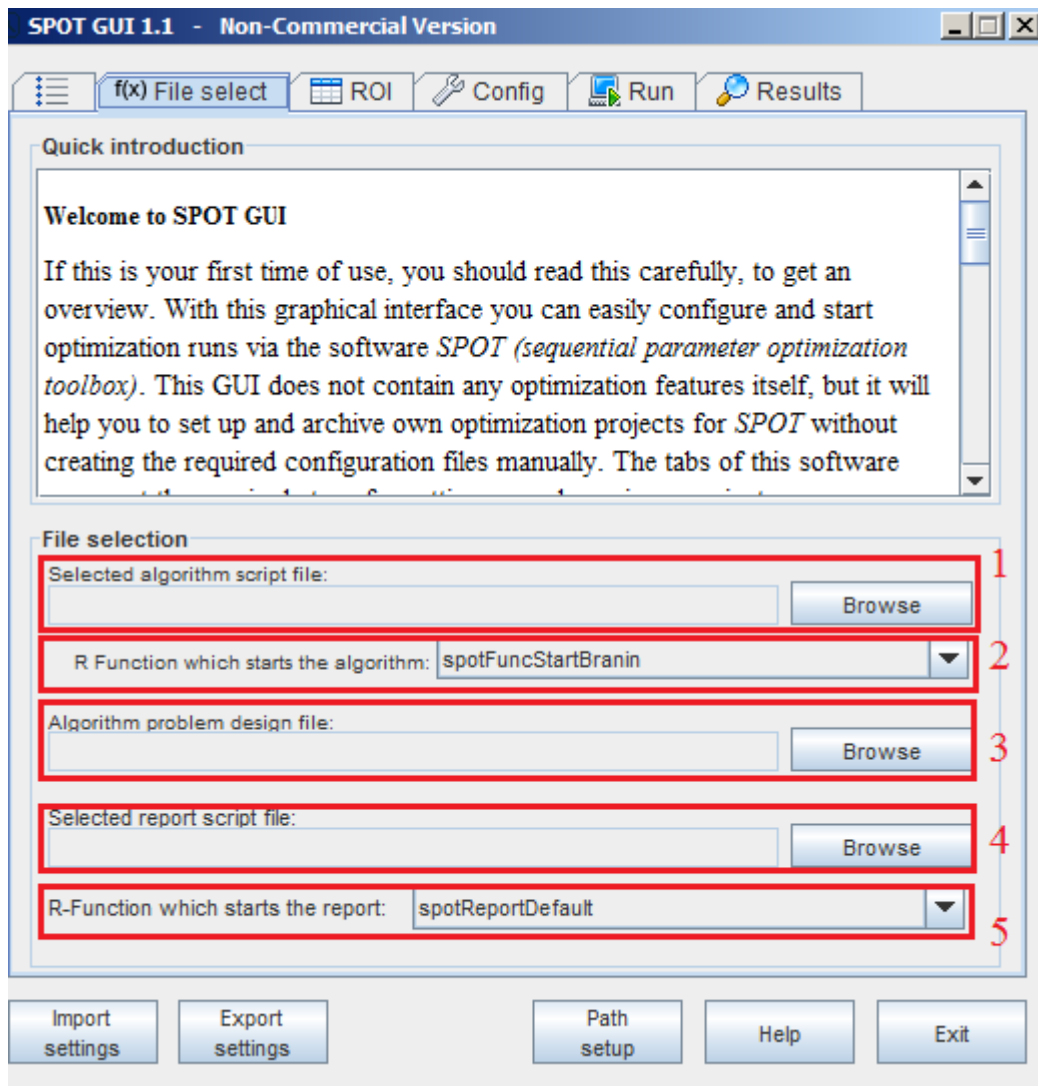 SPOT GUI 1.1 - Non-Commercial Version
f(x) File select ROI Config Run Results
Quick introduction
Welcome to SPOT GUI
If this is your first time of use, you should read this carefully, to get an
overview. With this graphical interface you can easily configure and start
optimization runs via the software SPOT (sequential parameter optimization
toolbox). This GUI does not contain any optimization features itself, but it will
help you to set up and archive own optimization projects for SPOT without
creating the required configuration files manually. The tabs of this software
File selection
1
Selected algorithm script file:
Browse
R Function which starts the algorithm: spotFuncStartBranin
2
Algorithm problem design file:
Browse
3
Selected report script file:
Browse
4
R-Function which starts the report: spotReportDefault
5
Import
settings
Export
settings
Path
setup
Help
Exit